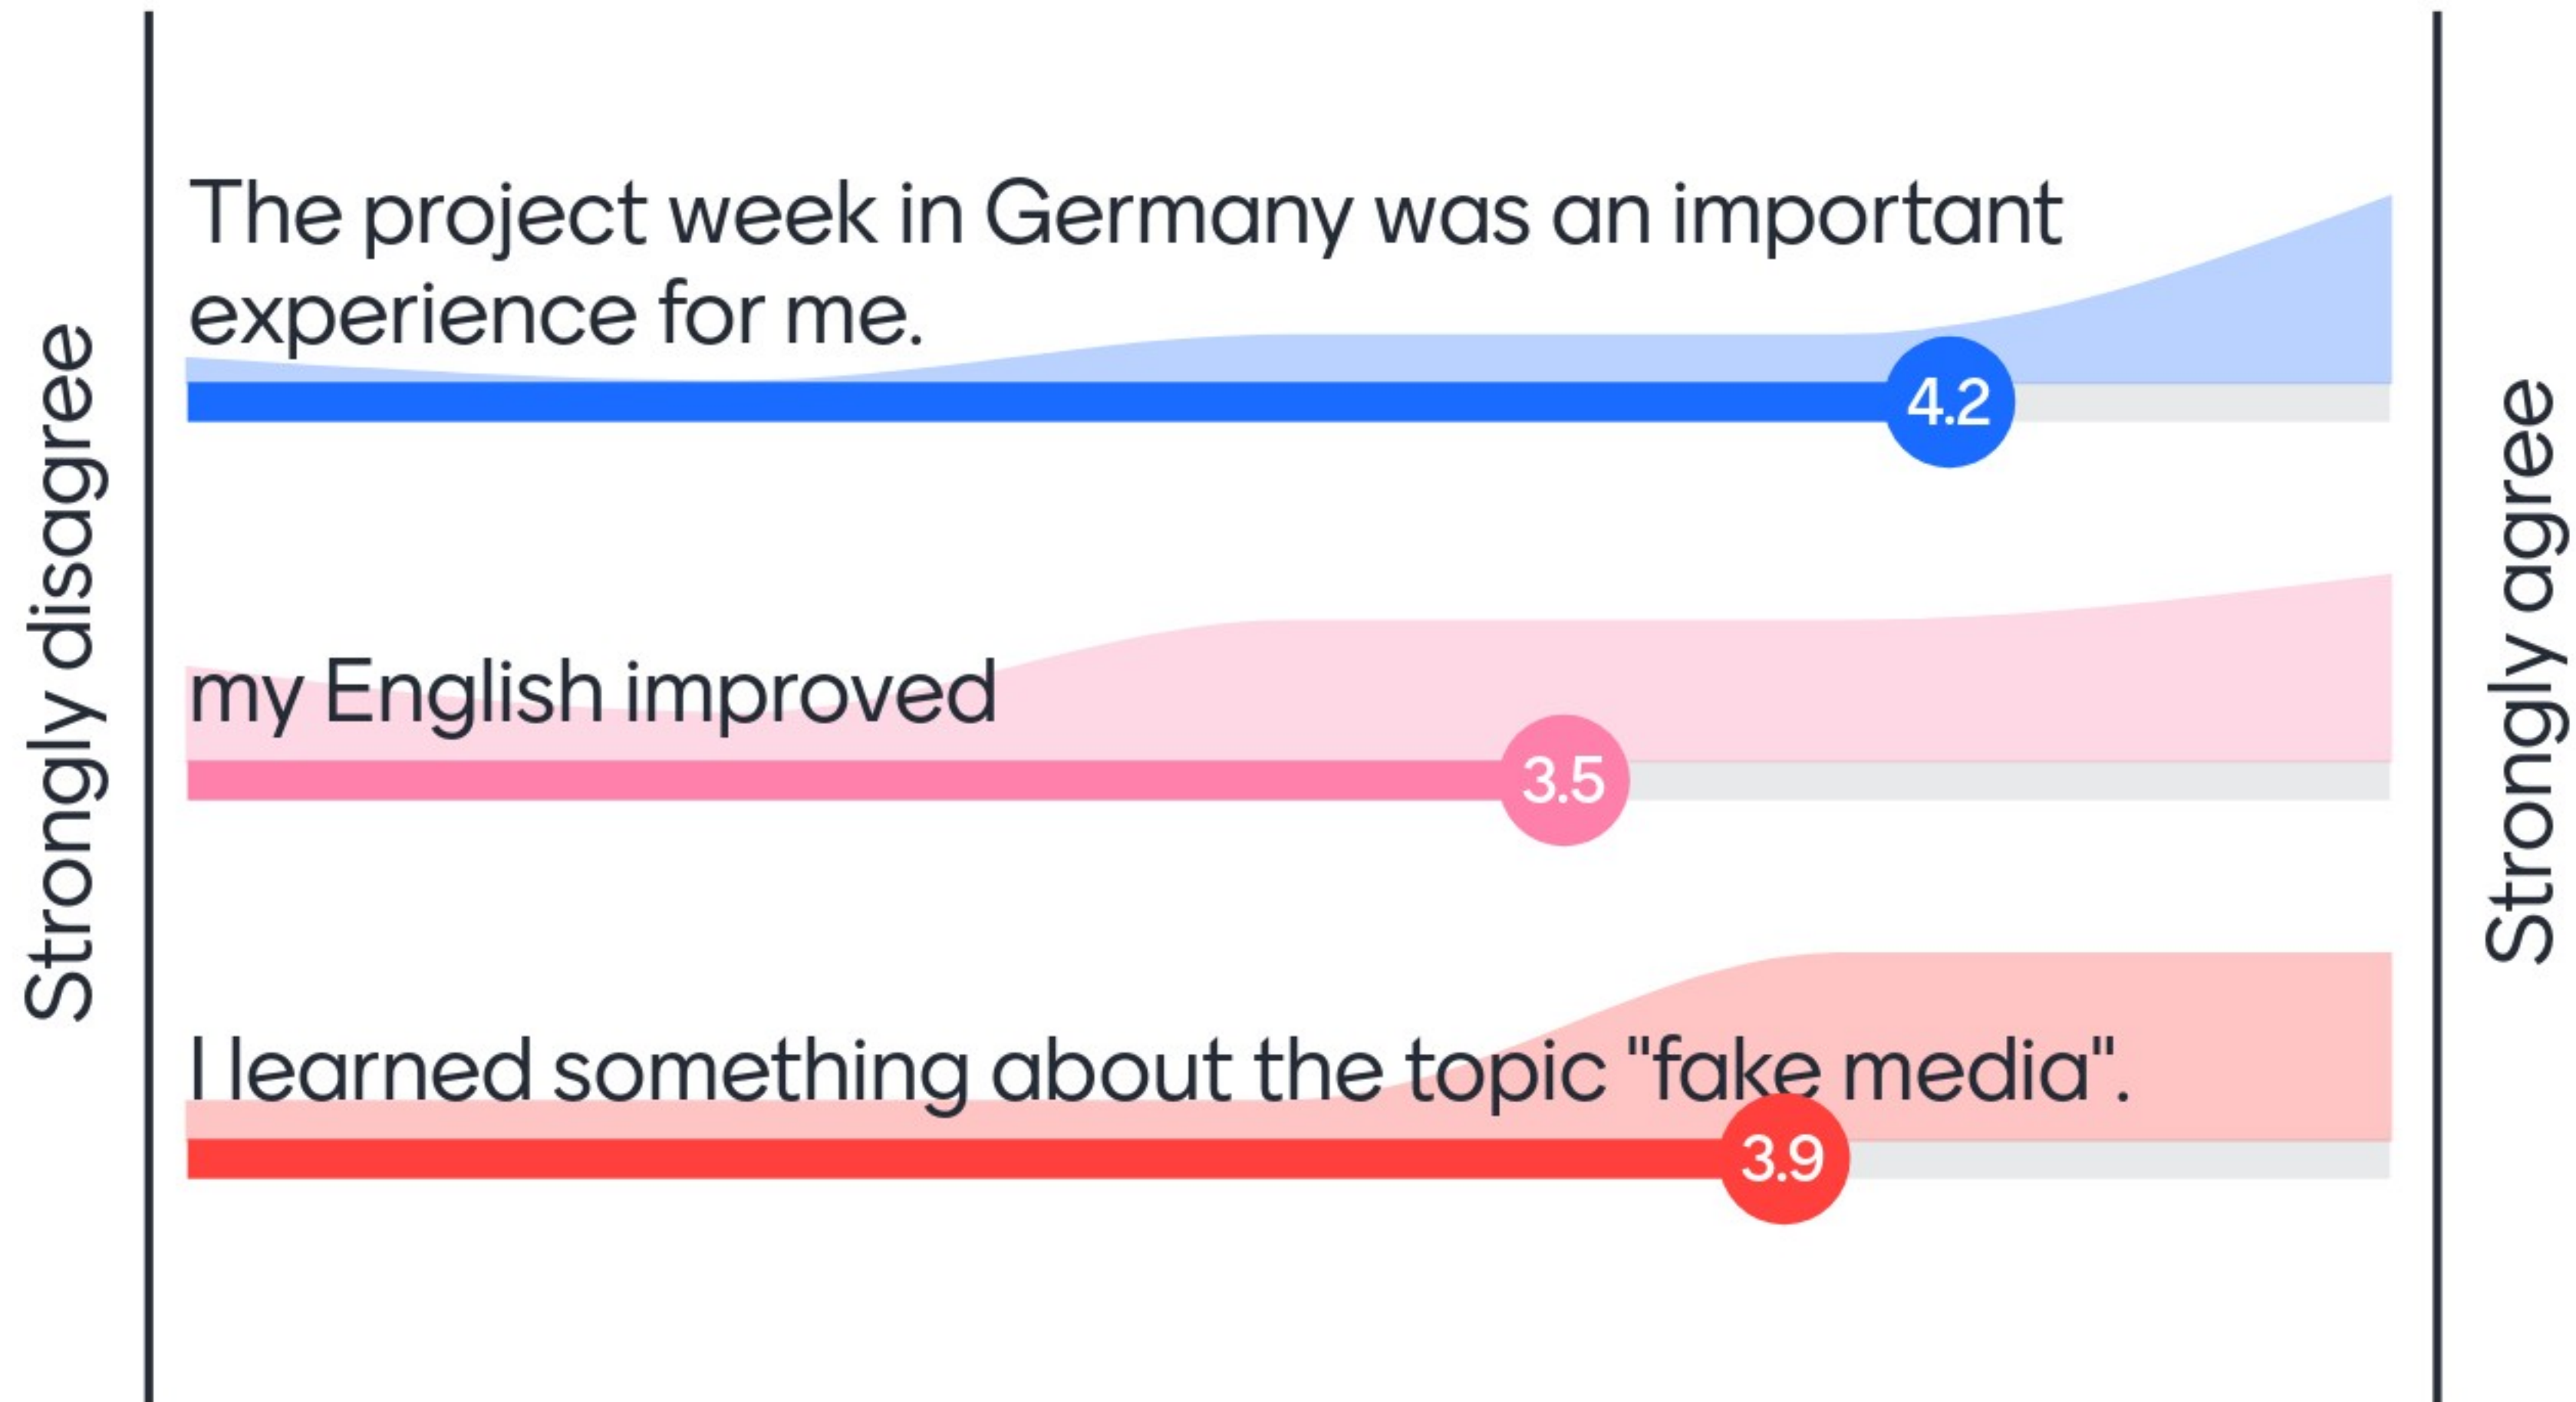 Strongly disagree
The project week in Germany was an important
experience for me.
4.2
my English improved
3.5
I learned something about the topic "fake media".
3.9
Strongly agree